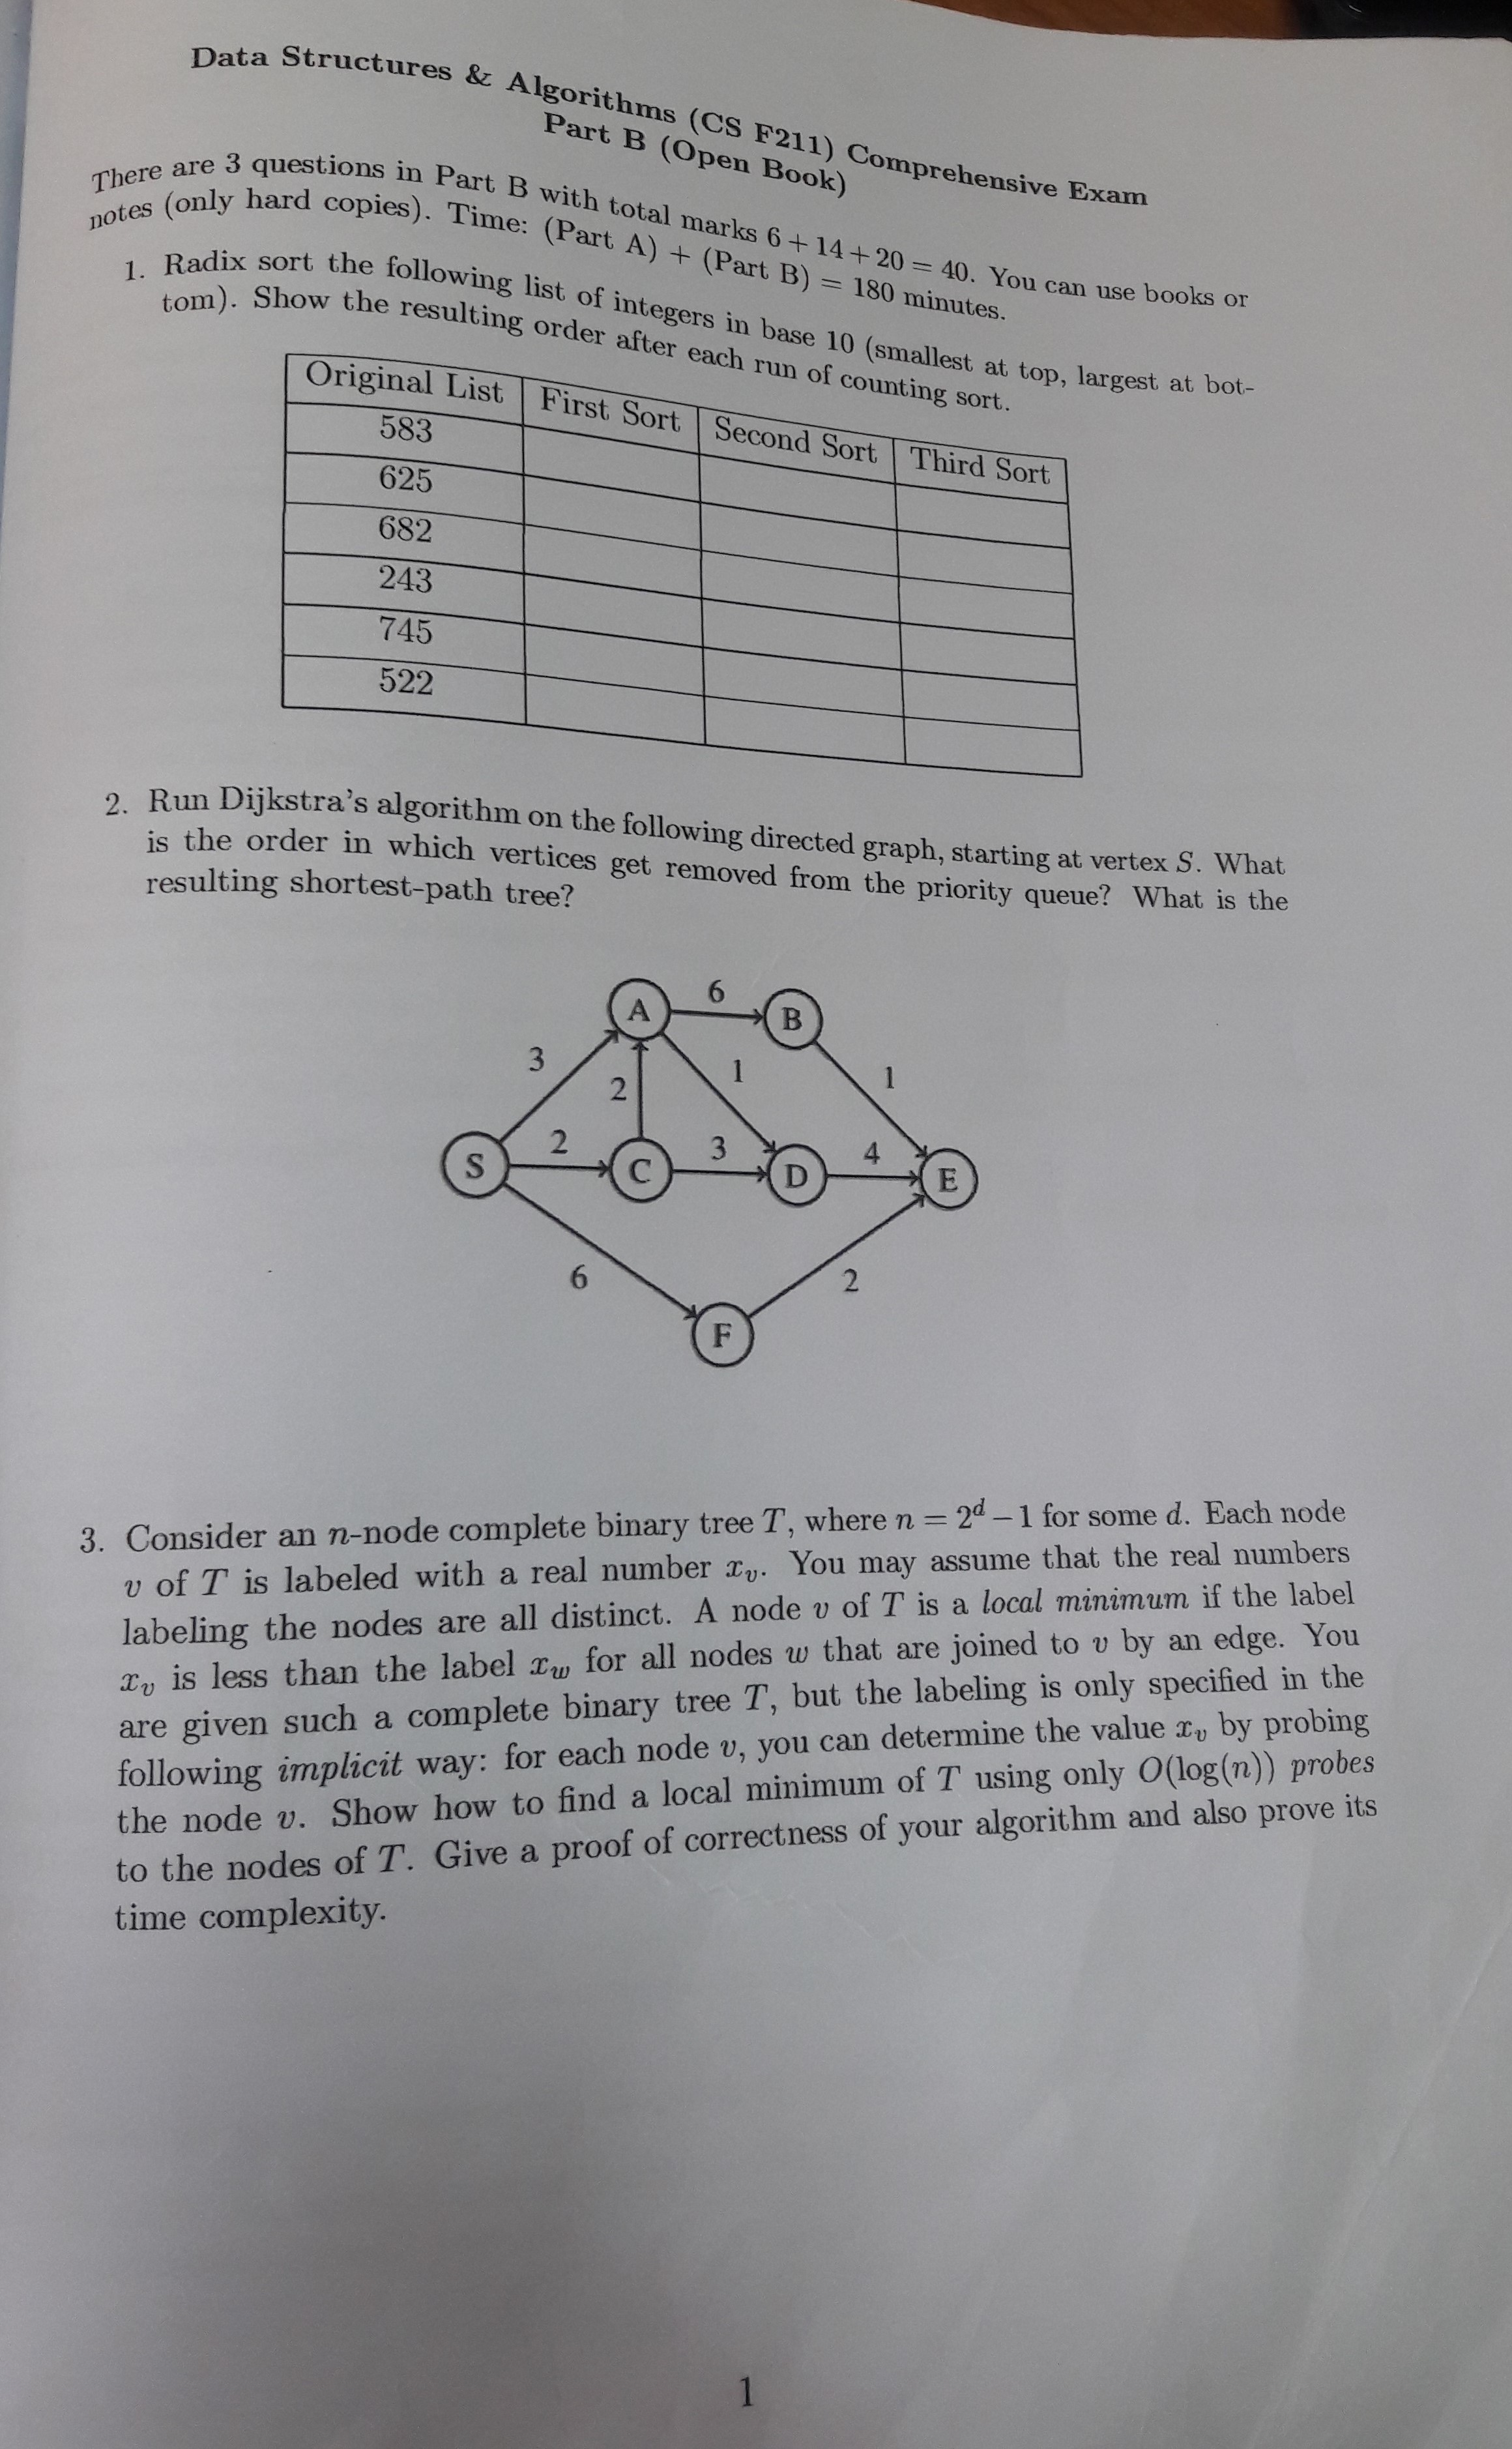 Data Structures & Algorithms (CS F211) Comprehensive Exam
Part B (Open Book)
There are 3 questions in Part B with total marks 6 + 14 + 20 = 40. You can use books or
notes (only hard copies). Time: (Part A) + (Part B) = 180 minutes.
1. Radix sort the following list of integers in base 10 (smallest at top, largest at bot-
tom). Show the resulting order after each run of counting sort.
Original List First Sort Second Sort Third Sort
583
625
682
243
745
522
2. Run Dijkstra's algorithm on the following directed graph, starting at vertex S. What
is the order in which vertices get removed from the priority queue? What is the
resulting shortest-path tree?
A 6 B
3 2 1 1
S 2 C 3 D 4 E
6 2
F
3. Consider an n-node complete binary tree T, where n = 2^d − 1 for some d. Each node
v of T is labeled with a real number x_v. You may assume that the real numbers
labeling the nodes are all distinct. A node v of T is a local minimum if the label
x_v is less than the label x_w for all nodes w that are joined to v by an edge. You
are given such a complete binary tree T, but the labeling is only specified in the
following implicit way: for each node v, you can determine the value x_v by probing
the node v. Show how to find a local minimum of T using only O(log(n)) probes
to the nodes of T. Give a proof of correctness of your algorithm and also prove its
time complexity.
1